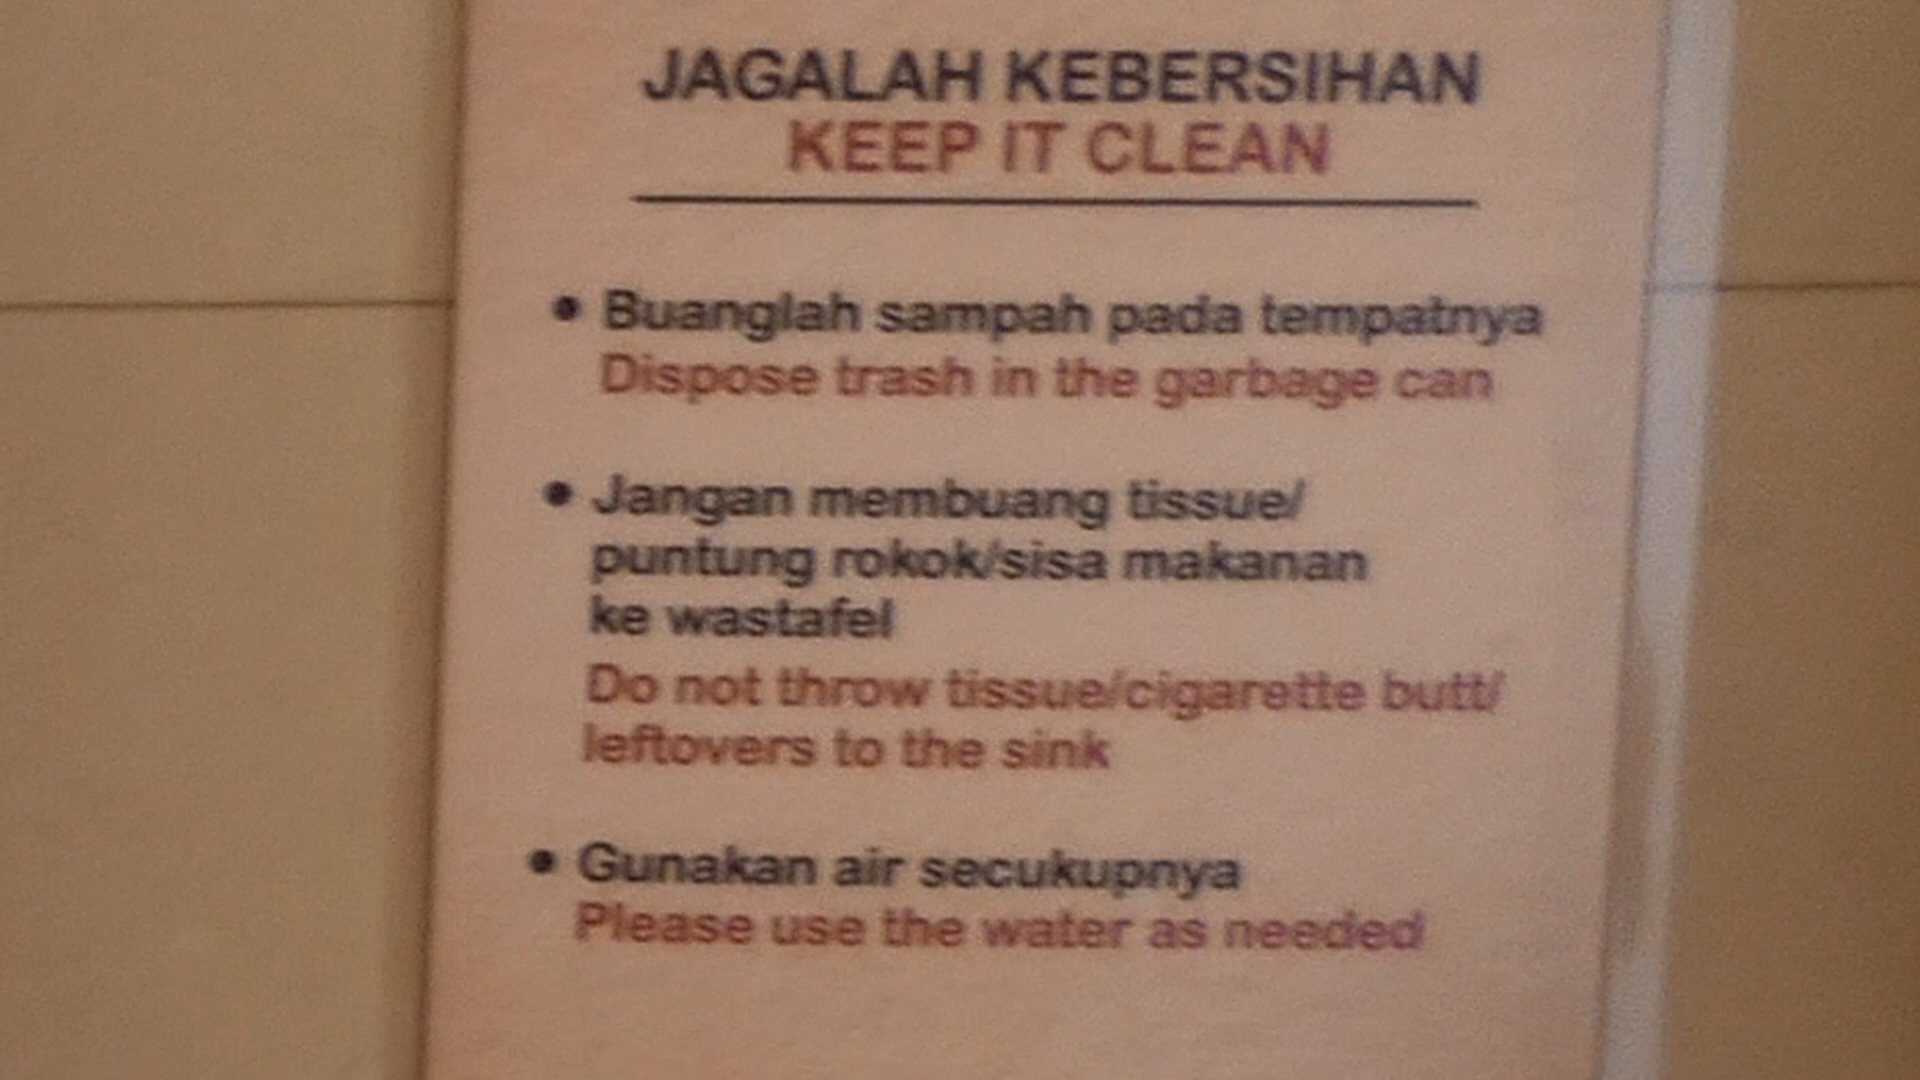 JAGALAH KEBERSIHAN
KEEP IT CLEAN
• Buanglah sampah pada tempatnya
Dispose trash in the garbage can
• Jangan membuang tissue/
puntung rokok/sisa makanan
ke wastafel
Do not throw tissue/cigarette butt/
leftovers to the sink
• Gunakan air secukupnya
Please use the water as needed